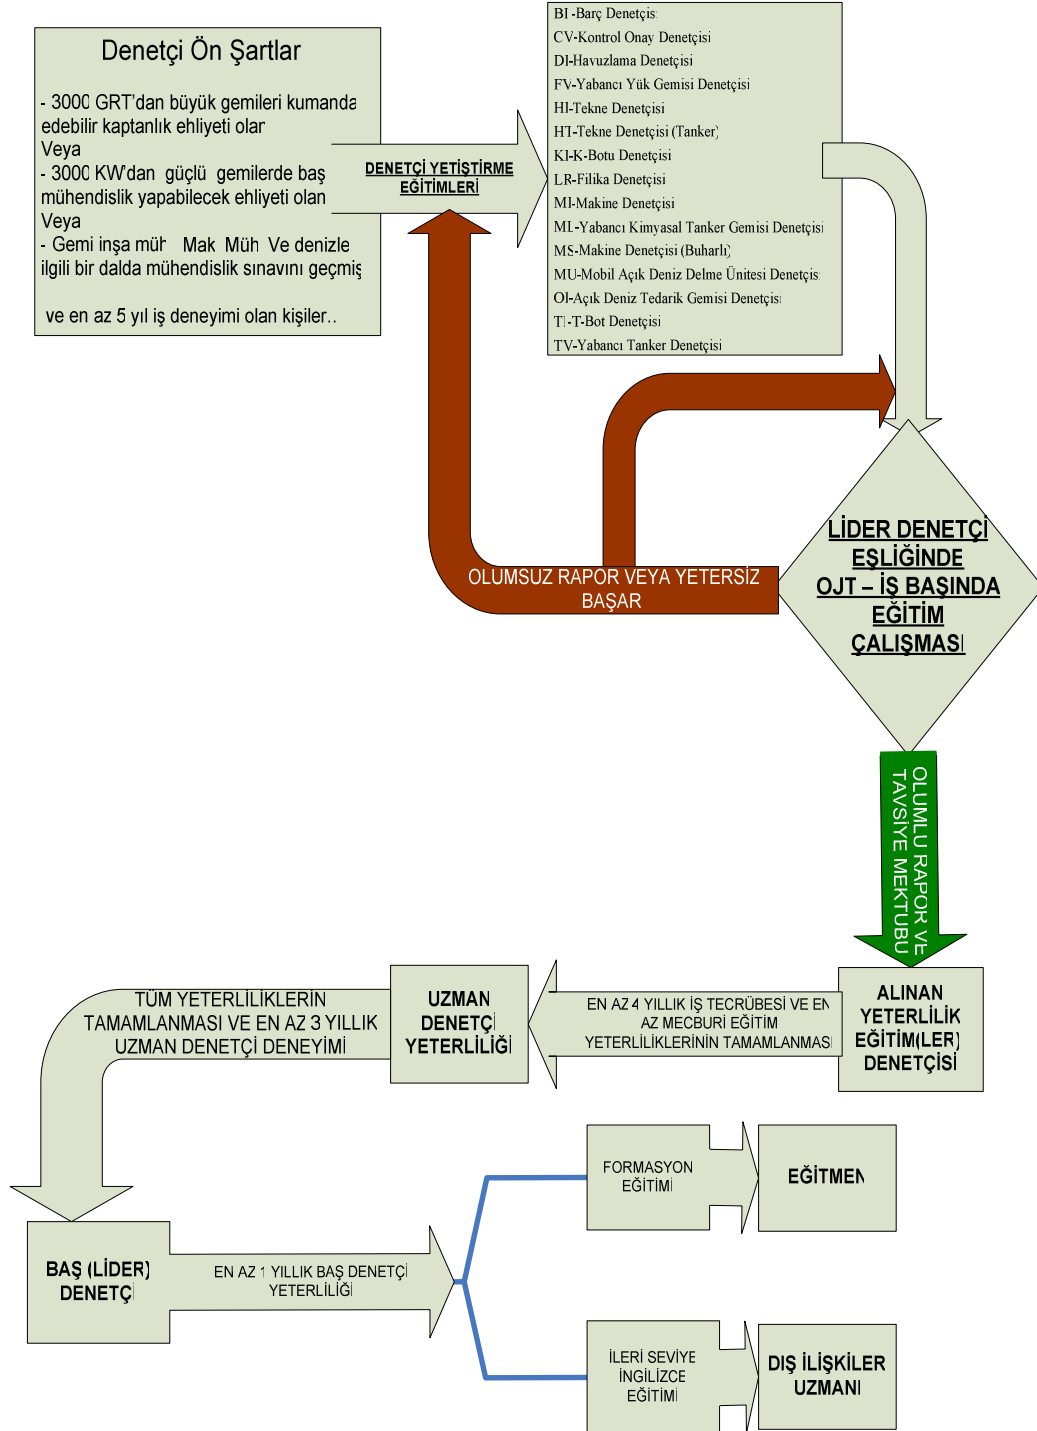 Denetçi Ön Şartlar
- 3000 GRT'dan büyük gemileri kumanda
edebilir kaptanlık ehliyeti olan
Veya
- 3000 KW'dan güçlü gemilerde baş
mühendislik yapabilecek ehliyeti olan
Veya
- Gemi inşa müh Mak Müh Ve denizle
ilgili bir dalda mühendislik sınavını geçmiş
ve en az 5 yıl iş deneyimi olan kişiler..
DENETÇİ YETİŞTİRME
EĞİTİMLERİ
BI -Barç Denetçisi
CV-Kontrol Onay Denetçisi
DI-Havuzlama Denetçisi
FV-Yabancı Yük Gemisi Denetçisi
HI-Tekne Denetçisi
HT-Tekne Denetçisi (Tanker)
KI-K-Botu Denetçisi
LR-Filika Denetçisi
MI-Makine Denetçisi
ML-Yabancı Kimyasal Tanker Gemisi Denetçisi
MS-Makine Denetçisi (Buharlı)
MU-Mobil Açık Deniz Delme Ünitesi Denetçisi
OI-Açık Deniz Tedarik Gemisi Denetçisi
TI-T-Bot Denetçisi
TV-Yabancı Tanker Denetçisi
LİDER DENETÇİ
EŞLİĞİNDE
OJT – İŞ BAŞINDA
EĞİTİM
ÇALIŞMASI
OLUMSUZ RAPOR VEYA YETERSİZ
BAŞAR
OLUMLU RAPOR VE
TAVSİYE MEKTUBU
ALINAN
YETERLİLİK
EĞİTİM(LER)
DENETÇİSİ
EN AZ 4 YILLIK İŞ TECRÜBESİ VE EN
AZ MECBURİ EĞİTİM
YETERLİLİKLERİNİN TAMAMLANMASI
UZMAN
DENETÇİ
YETERLİLİĞİ
TÜM YETERLİLİKLERİN
TAMAMLANMASI VE EN AZ 3 YILLIK
UZMAN DENETÇİ DENEYİMİ
BAŞ (LİDER)
DENETÇİ
EN AZ 1 YILLIK BAŞ DENETÇİ
YETERLİLİĞİ
FORMASYON
EĞİTİMİ
EĞİTMEN
İLERİ SEVİYE
İNGİLİZCE
EĞİTİMİ
DIŞ İLİŞKİLER
UZMANI